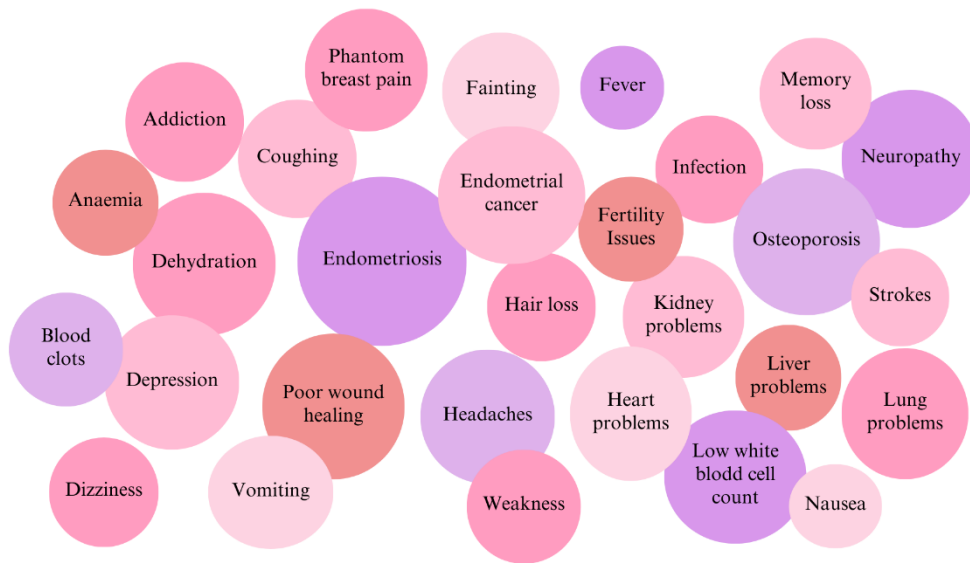 Phantom
breast pain
Fainting
Fever
Memory
loss
Addiction
Coughing
Infection
Neuropathy
Anaemia
Endometrial
cancer
Fertility
Issues
Osteoporosis
Dehydration
Endometriosis
Hair loss
Kidney
problems
Strokes
Blood
clots
Depression
Poor wound
healing
Headaches
Heart
problems
Liver
problems
Lung
problems
Dizziness
Vomiting
Weakness
Low white
blodd cell
count
Nausea